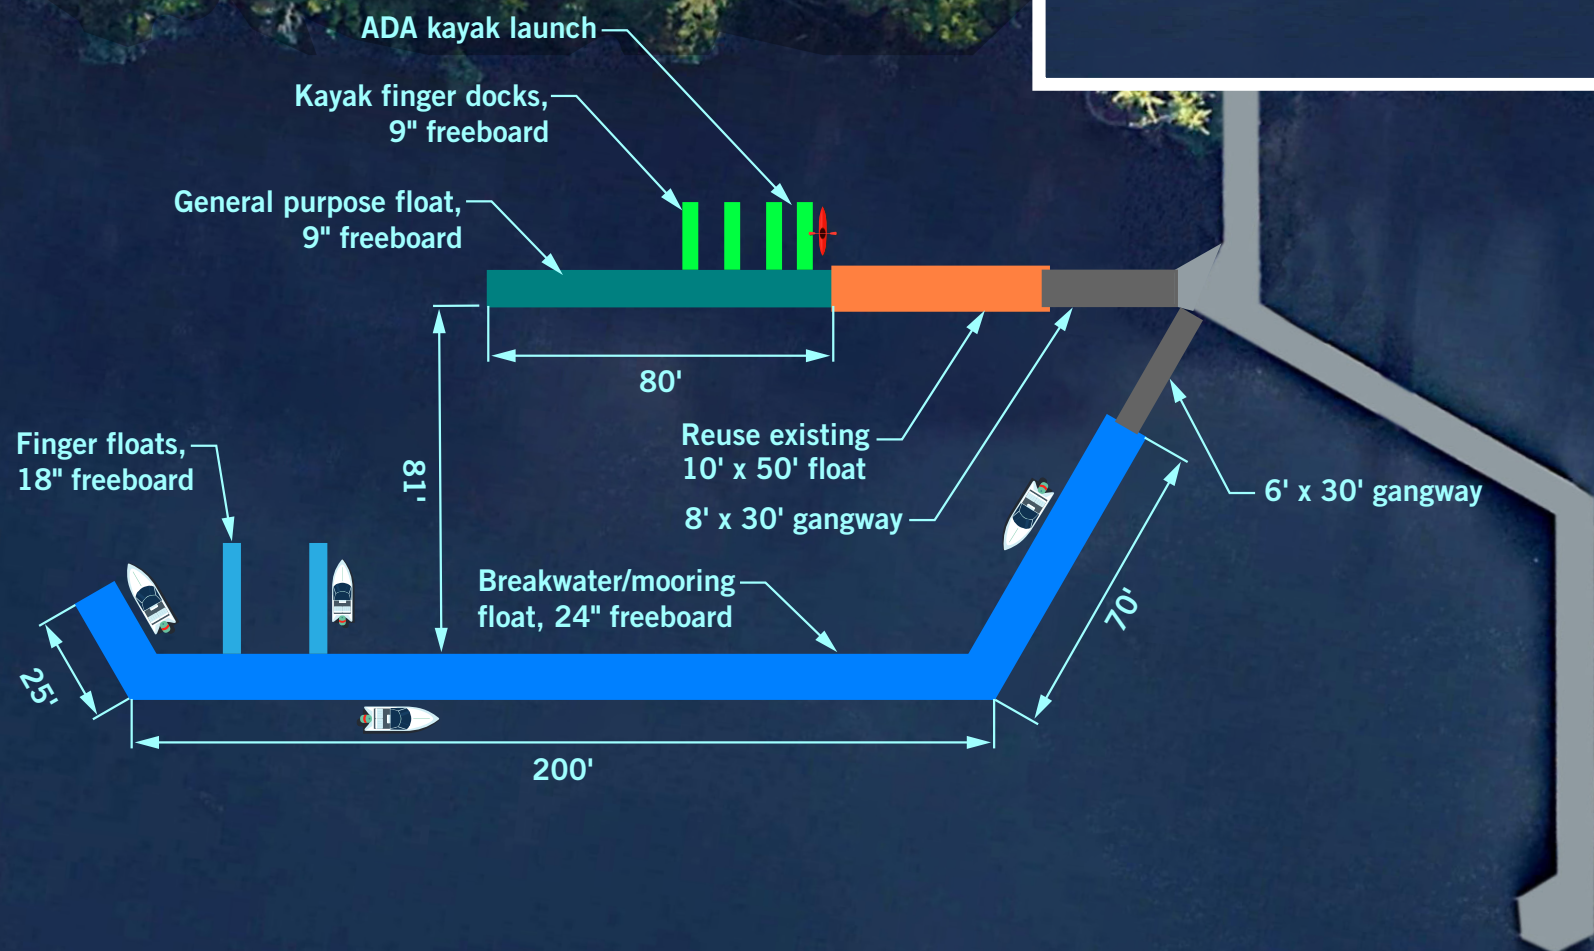 ADA kayak launch
Kayak finger docks,
9" freeboard
General purpose float,
9" freeboard
80'
81'
Reuse existing
10' x 50' float
8' x 30' gangway
6' x 30' gangway
Finger floats,
18" freeboard
Breakwater/mooring
float, 24" freeboard
70'
25'
200'